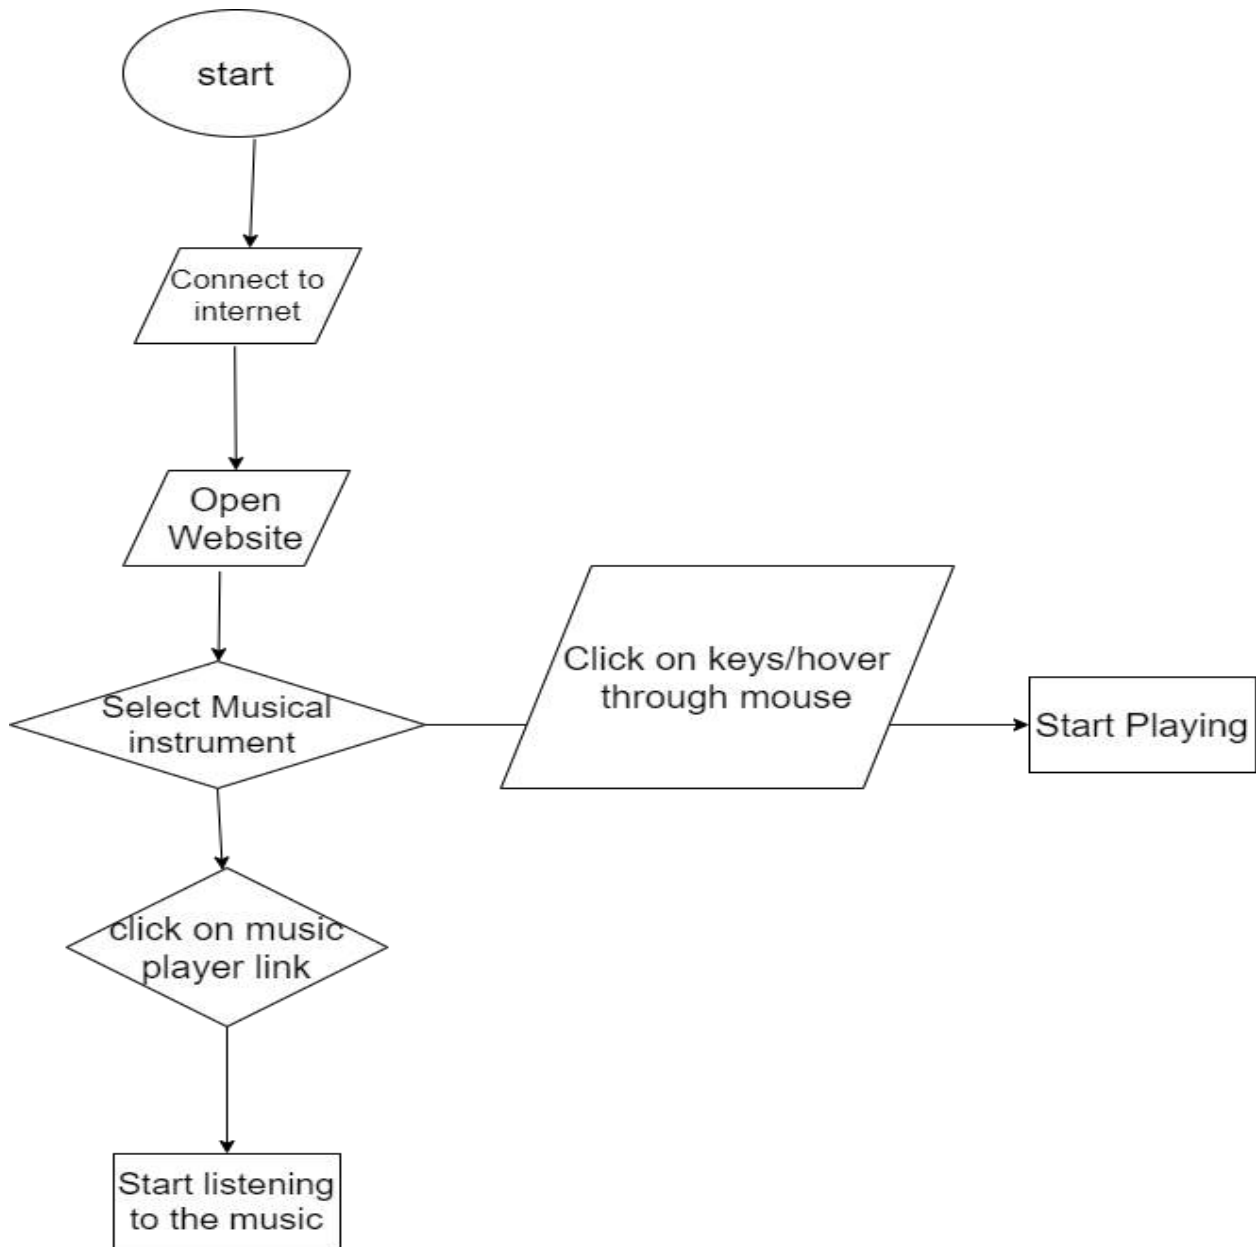 start
Connect to
internet
Open
Website
Select Musical
instrument
Click on keys/hover
through mouse
Start Playing
click on music
player link
Start listening
to the music